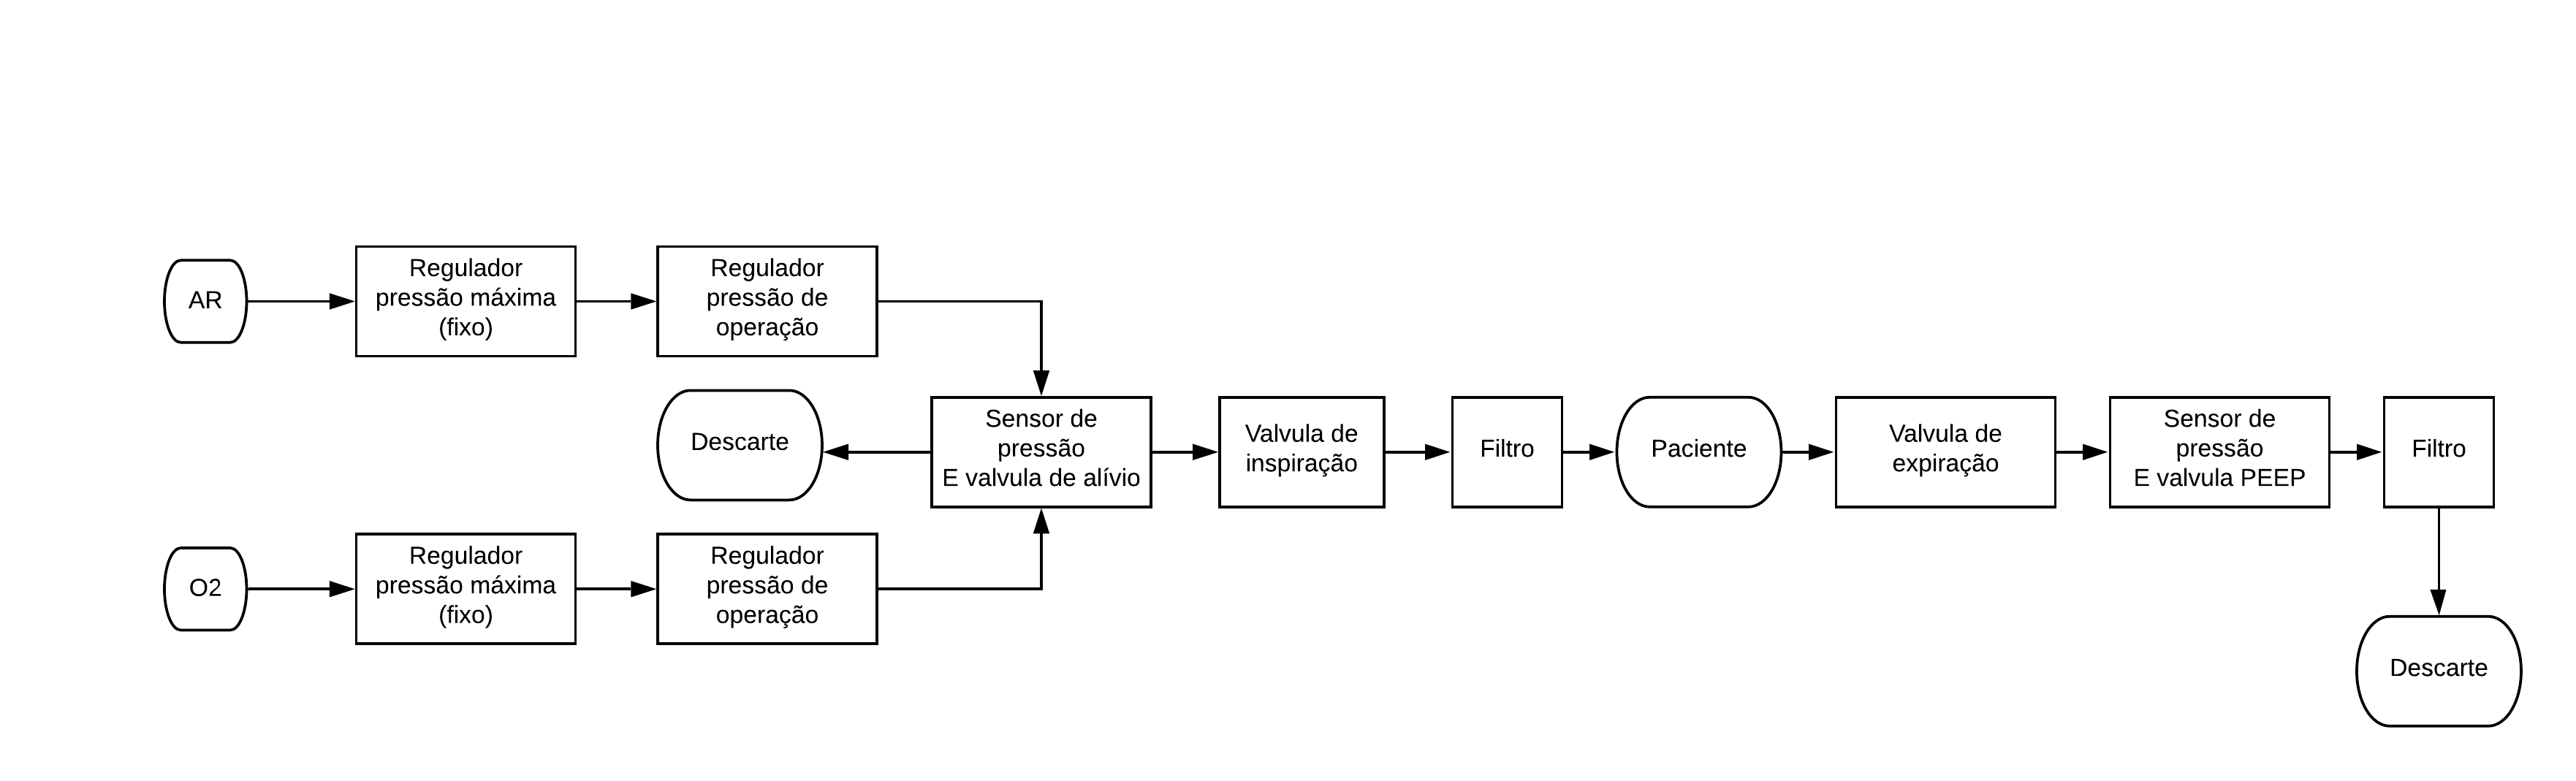 AR
Regulador
pressão máxima
(fixo)
Regulador
pressão de
operação
Descarte
Sensor de
pressão
E valvula de alívio
Valvula de
inspiração
Filtro
Paciente
Valvula de
expiração
Sensor de
pressão
E valvula PEEP
Filtro
O2
Regulador
pressão máxima
(fixo)
Regulador
pressão de
operação
Descarte